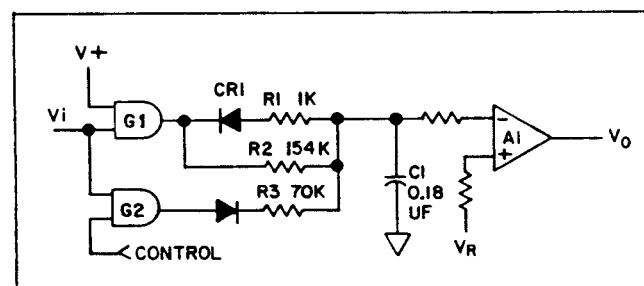 V+
CR1
R1 1K
Vi
G1
R2 154K
G2
R3 70K
CONTROL
C1
0.18
UF
−
A1
+
VO
VR